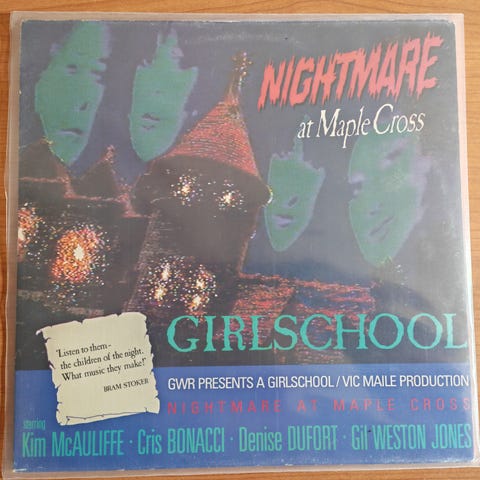 NIGHTMARE
at Maple Cross
GIRLSCHOOL
'Listen to them-
the children of the night.
What music they make!'
BRAM STOKER
GWR PRESENTS A GIRLSCHOOL / VIC MAILE PRODUCTION
NIGHTMARE AT MAPLE CROSS
starring
Kim McAULIFFE · Cris BONACCI · Denise DUFORT · Gil WESTON JONES